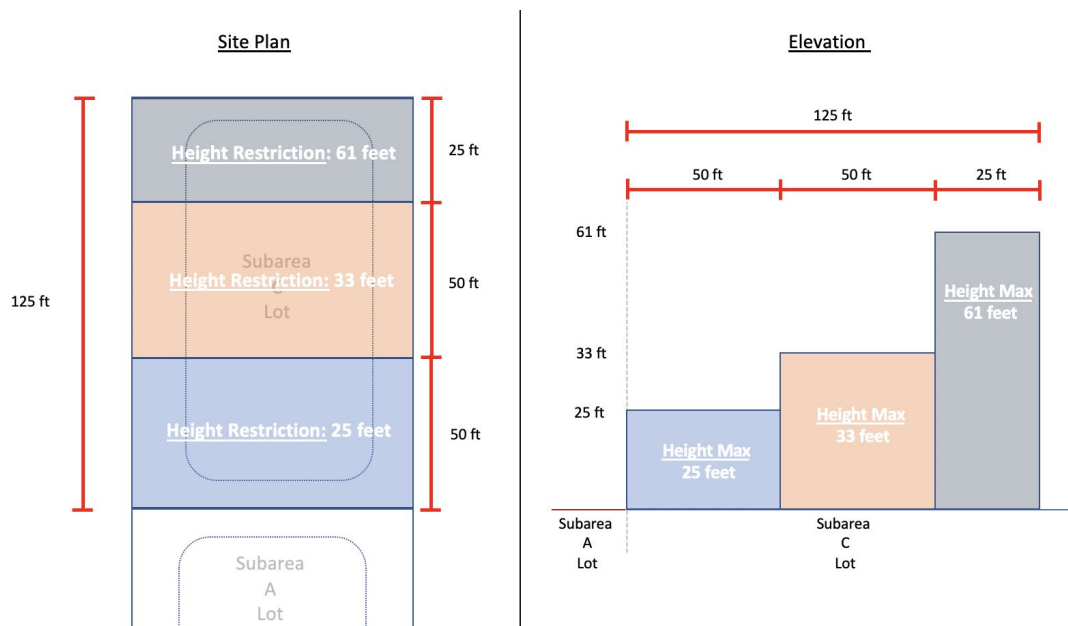 Site Plan
125 ft
Height Restriction: 61 feet
25 ft
Subarea
Height Restriction: 33 feet
Lot
50 ft
Height Restriction: 25 feet
50 ft
Subarea
A
Lot
Elevation
125 ft
50 ft
50 ft
25 ft
61 ft
33 ft
25 ft
Height Max
61 feet
Height Max
33 feet
Height Max
25 feet
Subarea
A
Lot
Subarea
C
Lot